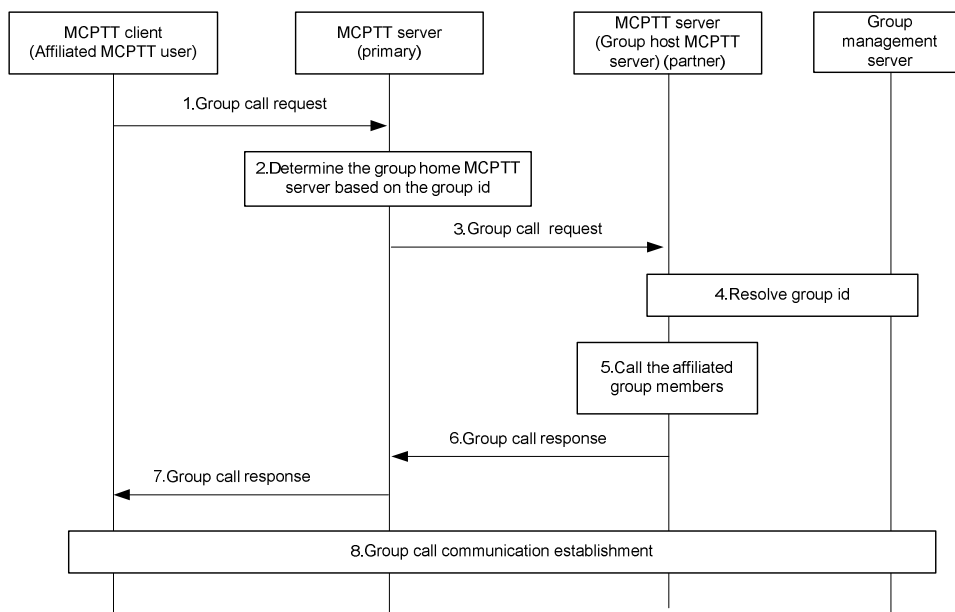 MCPTT client
(Affiliated MCPTT user)
MCPTT server
(primary)
MCPTT server
(Group host MCPTT
server) (partner)
Group
management
server
1.Group call request
2.Determine the group home MCPTT
server based on the group id
3.Group call request
4.Resolve group id
5.Call the affiliated
group members
6.Group call response
7.Group call response
8.Group call communication establishment